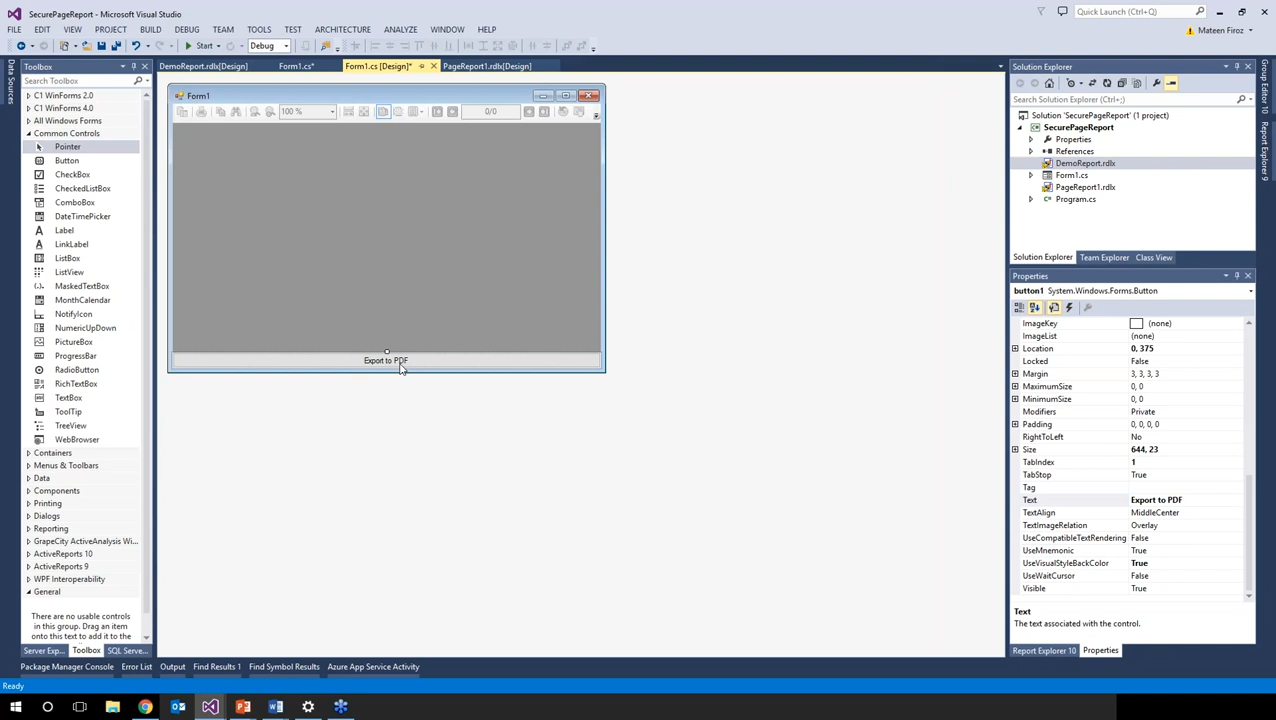 SecurePageReport - Microsoft Visual Studio
Quick Launch (Ctrl+;)
FILE EDIT VIEW PROJECT BUILD DEBUG TEAM TOOLS TEST ARCHITECTURE ANALYZE WINDOW HELP
Mateen Firoz
Start Debug
Data Sources
Toolbox
Search Toolbox
C1 WinForms 2.0
C1 WinForms 4.0
All Windows Forms
Common Controls
Pointer
Button
CheckBox
CheckedListBox
ComboBox
DateTimePicker
Label
LinkLabel
ListBox
ListView
MaskedTextBox
MonthCalendar
NotifyIcon
NumericUpDown
PictureBox
ProgressBar
RadioButton
RichTextBox
TextBox
ToolTip
TreeView
WebBrowser
Containers
Menus & Toolbars
Data
Components
Printing
Dialogs
Reporting
GrapeCity ActiveAnalysis Wi...
ActiveReports 10
ActiveReports 9
WPF Interoperability
General
There are no usable controls
in this group. Drag an item
onto this text to add it to the
Server Exp... Toolbox SQL Serve...
DemoReport.rdlx[Design] Form1.cs* Form1.cs [Design]* PageReport1.rdlx[Design]
Form1
100 % 0/0
Export to PDF
Solution Explorer
Search Solution Explorer (Ctrl+;)
Solution 'SecurePageReport' (1 project)
SecurePageReport
Properties
References
DemoReport.rdlx
Form1.cs
PageReport1.rdlx
Program.cs
Solution Explorer Team Explorer Class View
Properties
button1 System.Windows.Forms.Button
ImageKey (none)
ImageList (none)
Location 0, 375
Locked False
Margin 3, 3, 3, 3
MaximumSize 0, 0
MinimumSize 0, 0
Modifiers Private
Padding 0, 0, 0, 0
RightToLeft No
Size 644, 23
TabIndex 1
TabStop True
Tag
Text Export to PDF
TextAlign MiddleCenter
TextImageRelation Overlay
UseCompatibleTextRendering False
UseMnemonic True
UseVisualStyleBackColor True
UseWaitCursor False
Visible True
Text
The text associated with the control.
Report Explorer 10 Properties
Group Editor 10
Report Explorer 9
Package Manager Console Error List Output Find Results 1 Find Symbol Results Azure App Service Activity
Ready